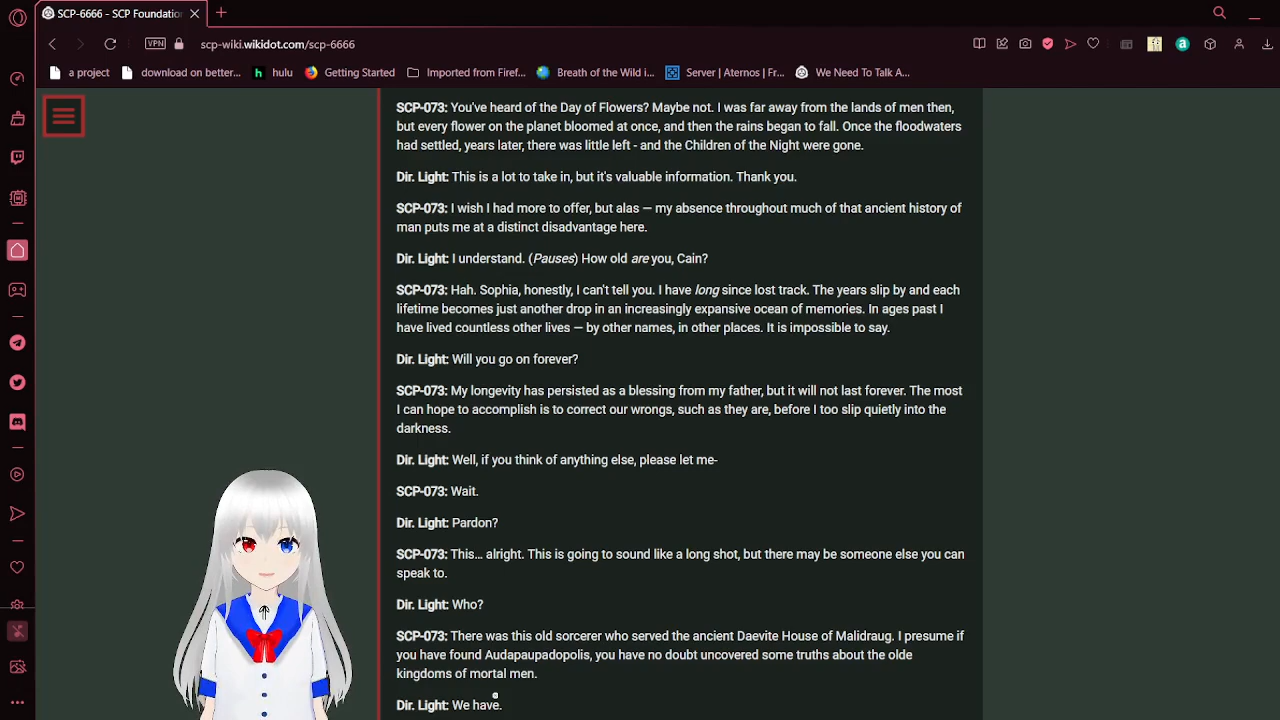 SCP-6666 - SCP Foundation
scp-wiki.wikidot.com/scp-6666
VPN
a project
download on better...
hulu
Getting Started
Imported from Firef...
Breath of the Wild i...
Server | Aternos | Fr...
We Need To Talk A...
SCP-073: You've heard of the Day of Flowers? Maybe not. I was far away from the lands of men then,
but every flower on the planet bloomed at once, and then the rains began to fall. Once the floodwaters
had settled, years later, there was little left - and the Children of the Night were gone.
Dir. Light: This is a lot to take in, but it's valuable information. Thank you.
SCP-073: I wish I had more to offer, but alas — my absence throughout much of that ancient history of
man puts me at a distinct disadvantage here.
Dir. Light: I understand. (Pauses) How old are you, Cain?
SCP-073: Hah. Sophia, honestly, I can't tell you. I have long since lost track. The years slip by and each
lifetime becomes just another drop in an increasingly expansive ocean of memories. In ages past I
have lived countless other lives — by other names, in other places. It is impossible to say.
Dir. Light: Will you go on forever?
SCP-073: My longevity has persisted as a blessing from my father, but it will not last forever. The most
I can hope to accomplish is to correct our wrongs, such as they are, before I too slip quietly into the
darkness.
Dir. Light: Well, if you think of anything else, please let me-
SCP-073: Wait.
Dir. Light: Pardon?
SCP-073: This... alright. This is going to sound like a long shot, but there may be someone else you can
speak to.
Dir. Light: Who?
SCP-073: There was this old sorcerer who served the ancient Daevite House of Malidraug. I presume if
you have found Audapaupadopolis, you have no doubt uncovered some truths about the olde
kingdoms of mortal men.
Dir. Light: We have.